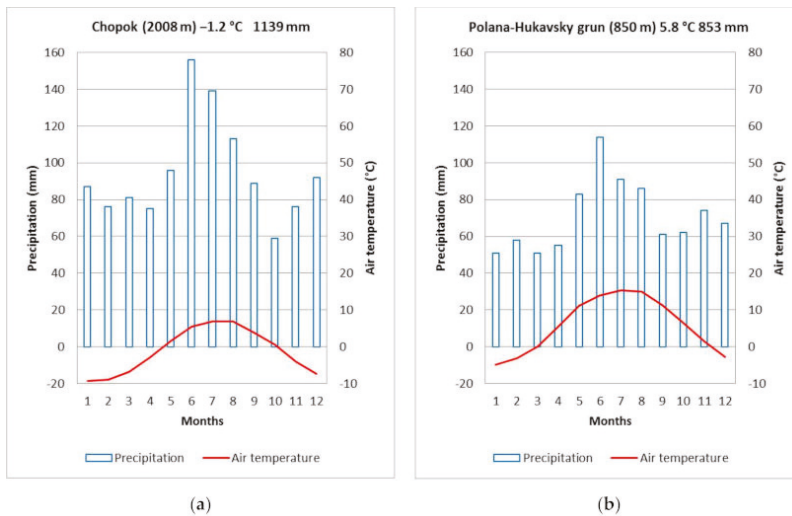 Chopok (2008 m) –1.2 °C 1139 mm
160
140
120
100
80
60
40
20
0
-20
Precipitation (mm)
80
70
60
50
40
30
20
10
0
-10
Air temperature (°C)
1 2 3 4 5 6 7 8 9 10 11 12
Months
Precipitation Air temperature
(a)
Polana-Hukavsky grun (850 m) 5.8 °C 853 mm
160
140
120
100
80
60
40
20
0
-20
Precipitation (mm)
80
70
60
50
40
30
20
10
0
-10
Air temperature (°C)
1 2 3 4 5 6 7 8 9 10 11 12
Months
Precipitation Air temperature
(b)